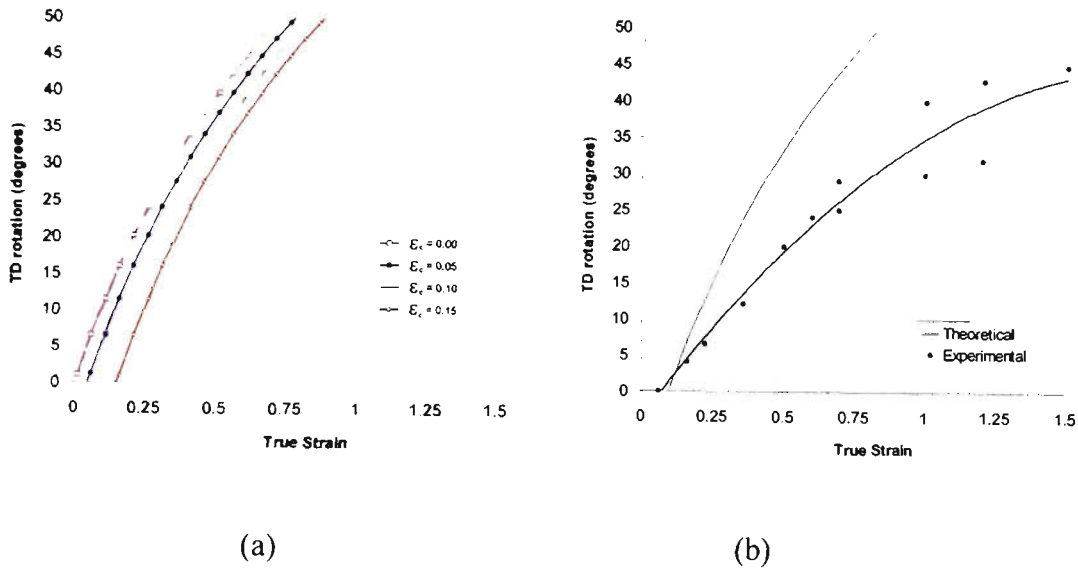 50
45
40
35
30
25
20
15
10
5
0
TD rotation (degrees)
0 0.25 0.5 0.75 1 1.25 1.5
True Strain
εc = 0.00
εc = 0.05
εc = 0.10
εc = 0.15
(a)
50
45
40
35
30
25
20
15
10
5
0
TD rotation (degrees)
0 0.25 0.5 0.75 1 1.25 1.5
True Strain
Theoretical
Experimental
(b)